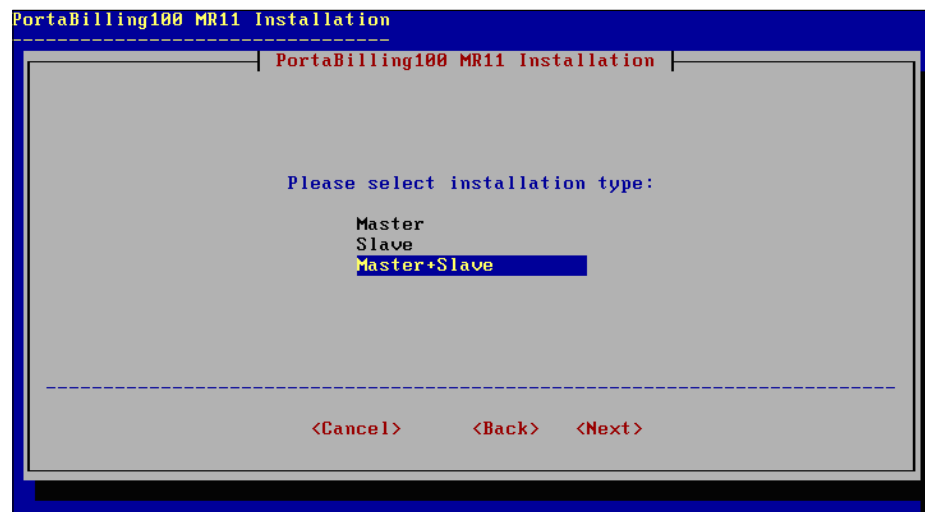 PortaBilling100 MR11 Installation
PortaBilling100 MR11 Installation
Please select installation type:
Master
Slave
Master+Slave
<Cancel> <Back> <Next>